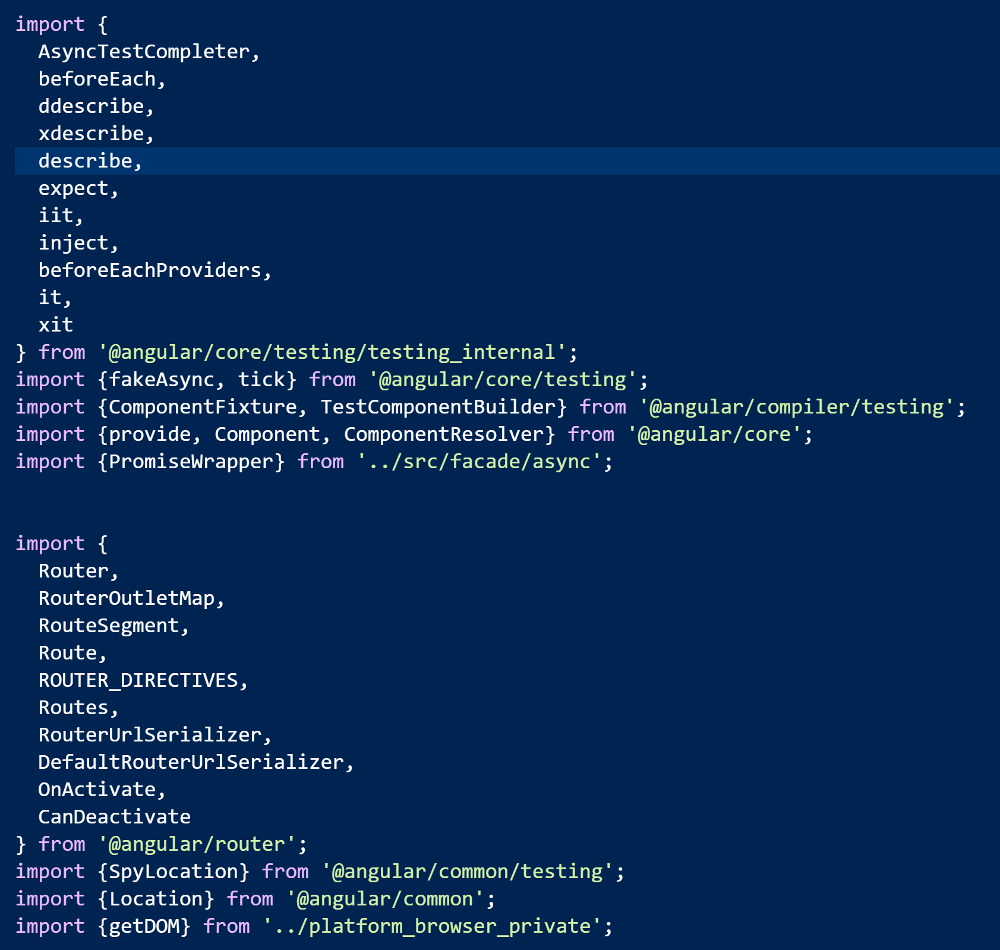 import {
  AsyncTestCompleter,
  beforeEach,
  ddescribe,
  xdescribe,
  describe,
  expect,
  iit,
  inject,
  beforeEachProviders,
  it,
  xit
} from '@angular/core/testing/testing_internal';
import {fakeAsync, tick} from '@angular/core/testing';
import {ComponentFixture, TestComponentBuilder} from '@angular/compiler/testing';
import {provide, Component, ComponentResolver} from '@angular/core';
import {PromiseWrapper} from '../src/facade/async';


import {
  Router,
  RouterOutletMap,
  RouteSegment,
  Route,
  ROUTER_DIRECTIVES,
  Routes,
  RouterUrlSerializer,
  DefaultRouterUrlSerializer,
  OnActivate,
  CanDeactivate
} from '@angular/router';
import {SpyLocation} from '@angular/common/testing';
import {Location} from '@angular/common';
import {getDOM} from '../platform_browser_private';